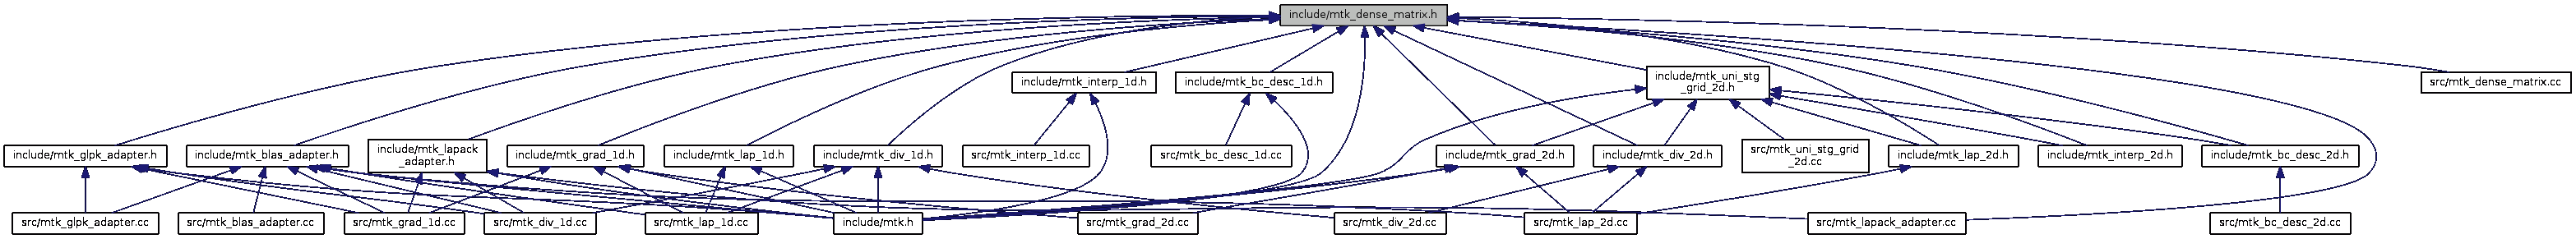 include/mtk_dense_matrix.h
include/mtk_interp_1d.h
include/mtk_bc_desc_1d.h
include/mtk_uni_stg
_grid_2d.h
src/mtk_dense_matrix.cc
include/mtk_glpk_adapter.h
include/mtk_blas_adapter.h
include/mtk_lapack
_adapter.h
include/mtk_grad_1d.h
include/mtk_lap_1d.h
include/mtk_div_1d.h
src/mtk_interp_1d.cc
src/mtk_bc_desc_1d.cc
include/mtk_grad_2d.h
include/mtk_div_2d.h
src/mtk_uni_stg_grid
_2d.cc
include/mtk_lap_2d.h
include/mtk_interp_2d.h
include/mtk_bc_desc_2d.h
src/mtk_glpk_adapter.cc
src/mtk_blas_adapter.cc
src/mtk_grad_1d.cc
src/mtk_div_1d.cc
src/mtk_lap_1d.cc
include/mtk.h
src/mtk_grad_2d.cc
src/mtk_div_2d.cc
src/mtk_lap_2d.cc
src/mtk_lapack_adapter.cc
src/mtk_bc_desc_2d.cc